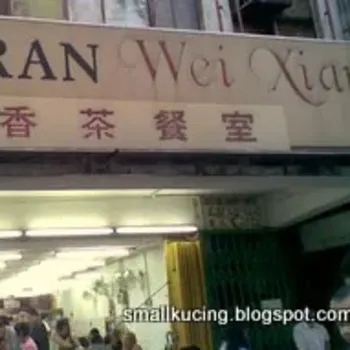 RAN Wei Xian
香茶餐室
smallkucing.blogspot.com